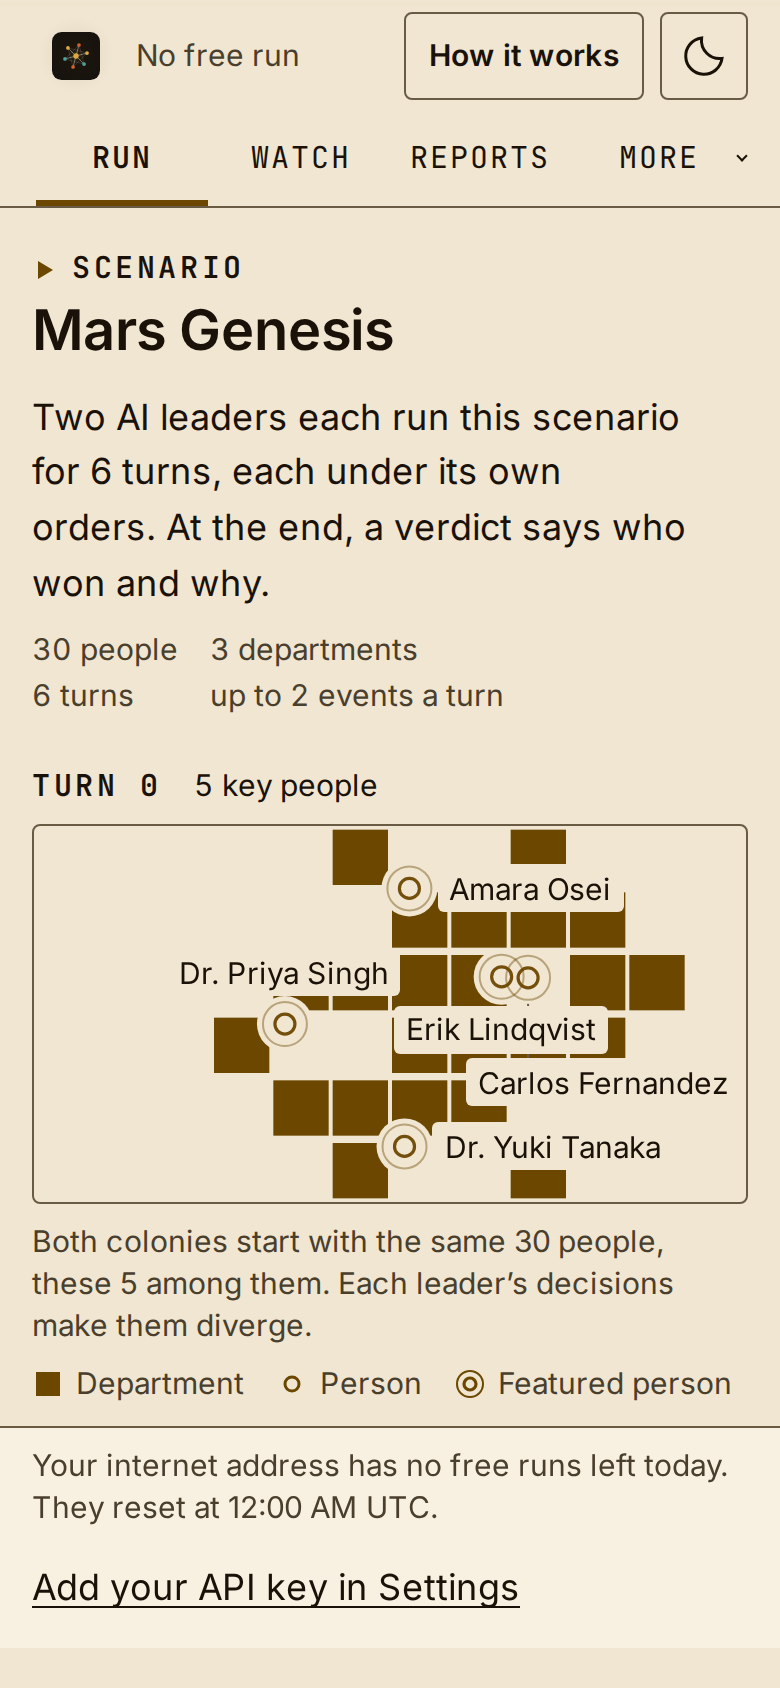 No free run
How it works
RUN WATCH REPORTS MORE
SCENARIO
Mars Genesis
Two AI leaders each run this scenario
for 6 turns, each under its own
orders. At the end, a verdict says who
won and why.
30 people 3 departments
6 turns up to 2 events a turn
TURN 0 5 key people
Amara Osei
Dr. Priya Singh
Erik Lindqvist
Carlos Fernandez
Dr. Yuki Tanaka
Both colonies start with the same 30 people,
these 5 among them. Each leader’s decisions
make them diverge.
Department Person Featured person
Your internet address has no free runs left today.
They reset at 12:00 AM UTC.
Add your API key in Settings